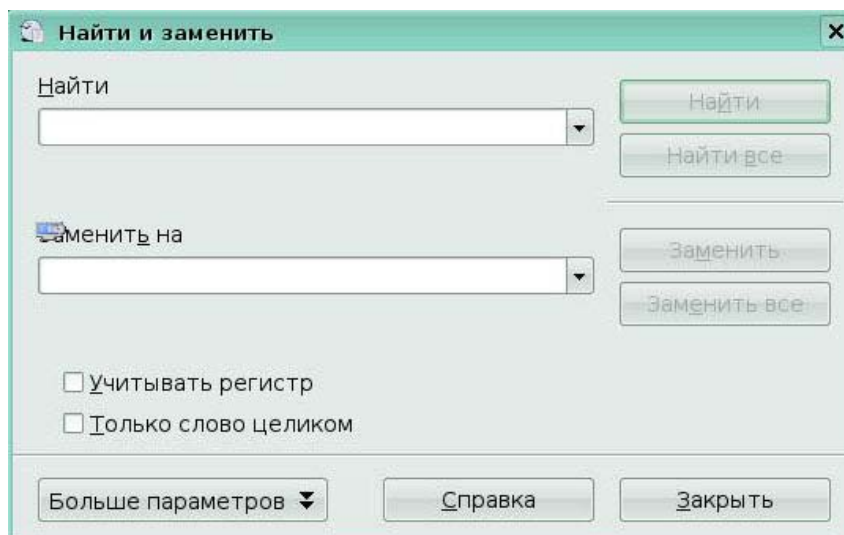 Найти и заменить
Найти
Найти
Найти все
Заменить на
Заменить
Заменить все
Учитывать регистр
Только слово целиком
Больше параметров
Справка
Закрыть